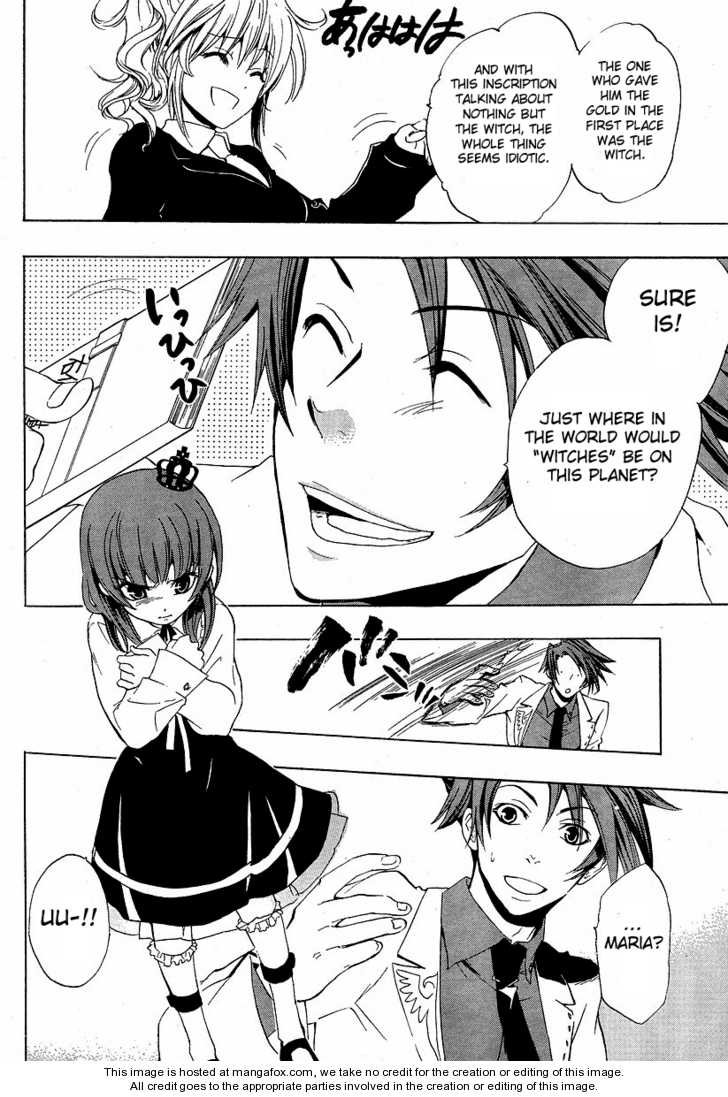 THE ONE
WHO GAVE
HIM THE
GOLD IN THE
FIRST PLACE
WAS THE
WITCH.
AND WITH
THIS INSCRIPTION
TALKING ABOUT
NOTHING BUT
THE WITCH, THE
WHOLE THING
SEEMS IDIOTIC.
あっははは
SURE
IS!
JUST WHERE IN
THE WORLD WOULD
"WITCHES" BE ON
THIS PLANET?
いっひっひ
バッ
...
MARIA?
UU-!!
This image is hosted at mangafox.com, we take no credit for the creation or editing of this image.
All credit goes to the appropriate parties involved in the creation or editing of this image.